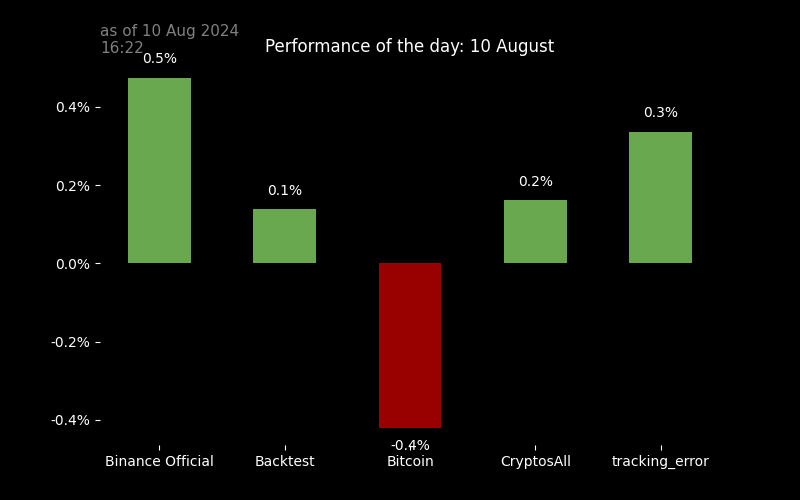 as of 10 Aug 2024
16:22
Performance of the day: 10 August
0.5%
0.1%
-0.4%
0.2%
0.3%
0.4%
0.2%
0.0%
-0.2%
-0.4%
Binance Official
Backtest
Bitcoin
CryptosAll
tracking_error